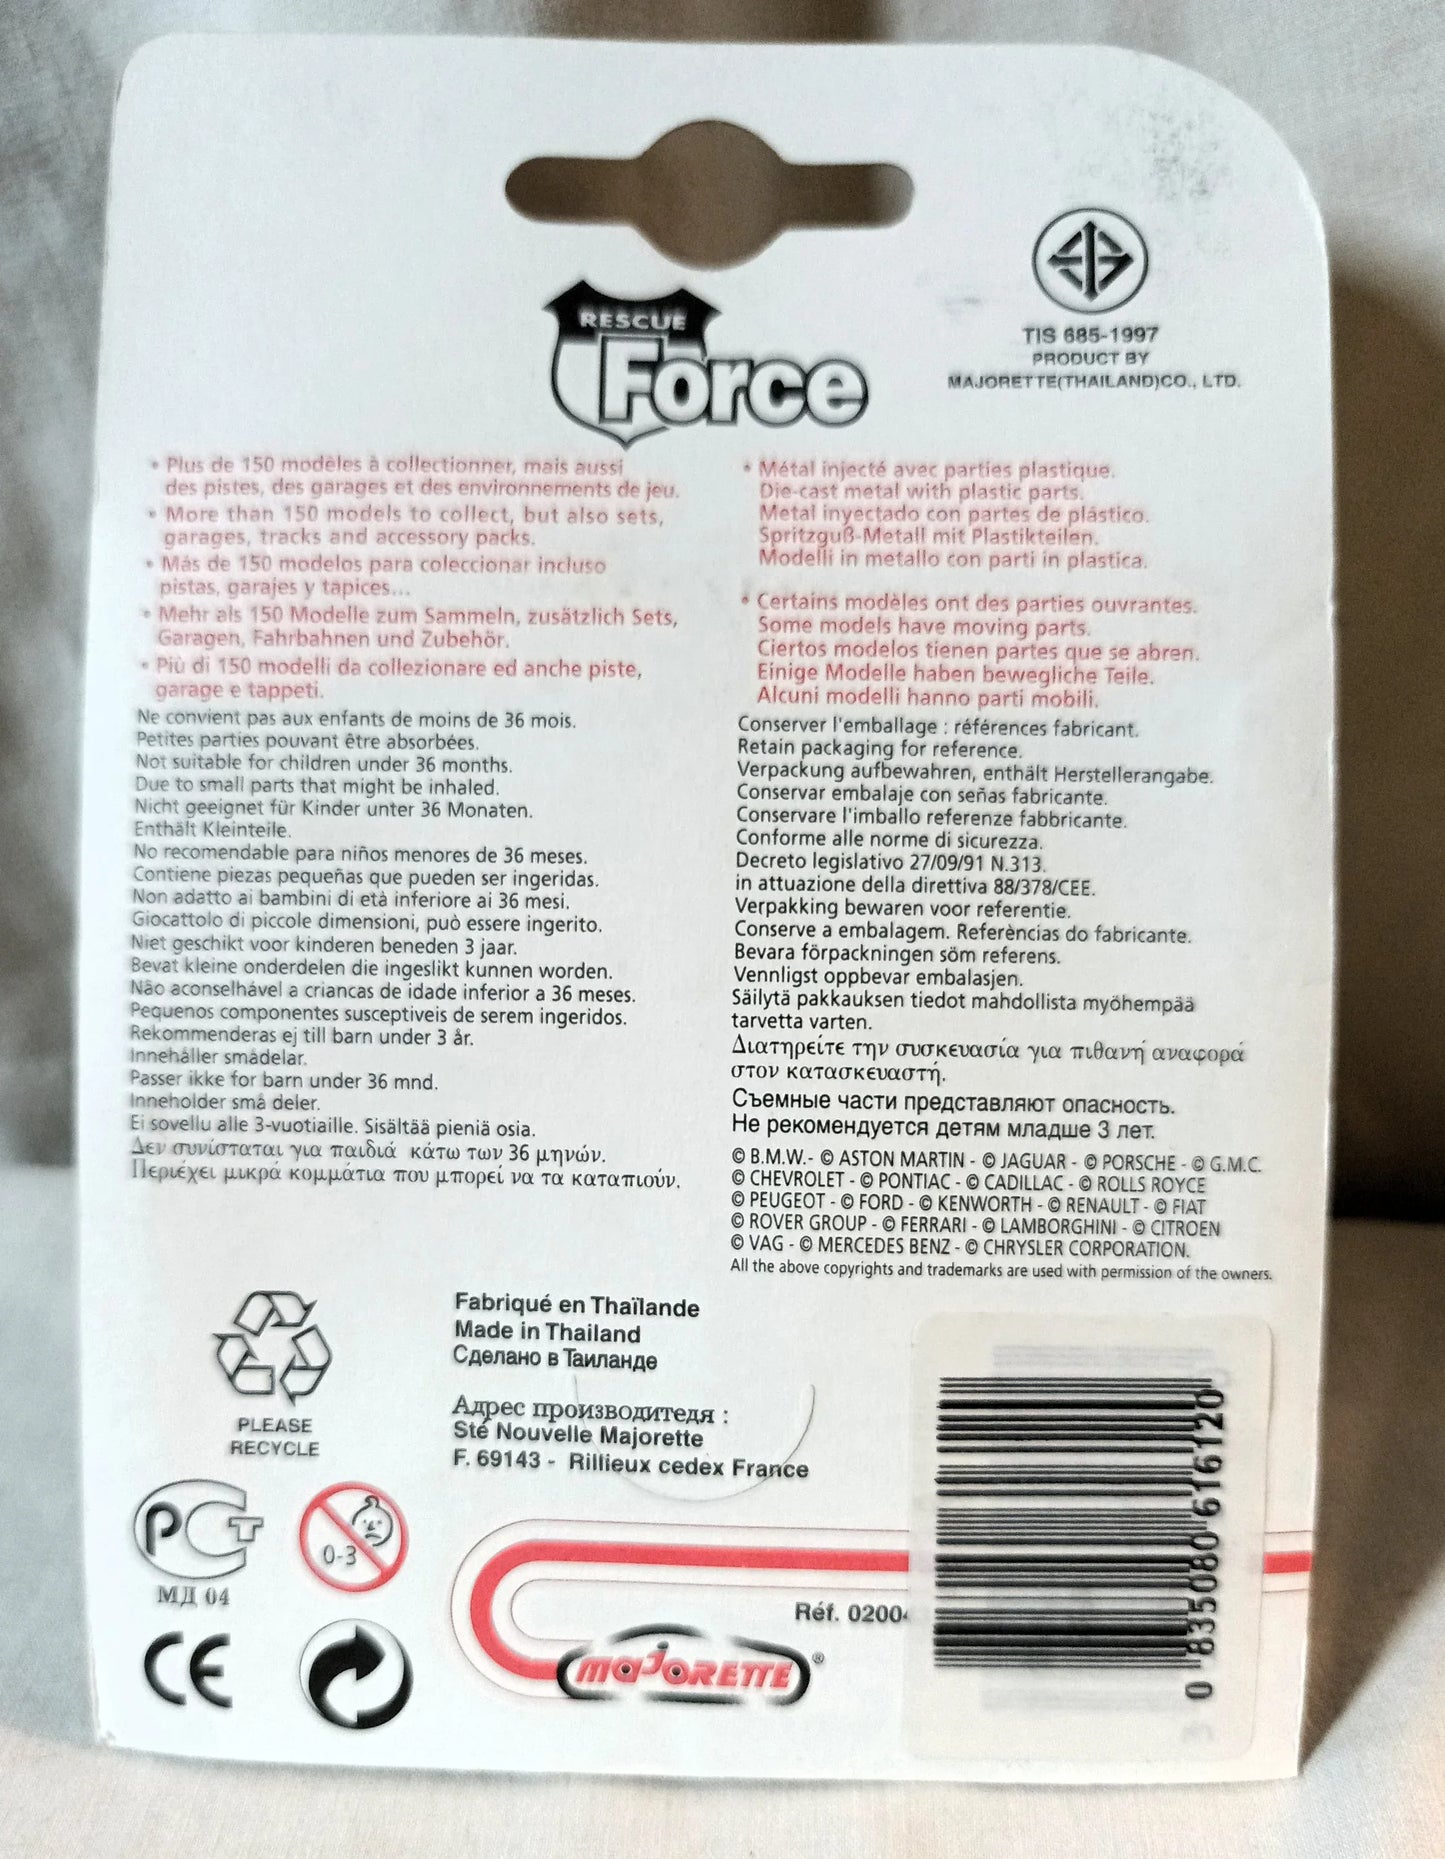 RESCUE
Force
TIS 685-1997
PRODUCT BY
MAJORETTE(THAILAND)CO., LTD.
• Plus de 150 modèles à collectionner, mais aussi
des pistes, des garages et des environnements de jeu.
• More than 150 models to collect, but also sets,
garages, tracks and accessory packs.
• Más de 150 modelos para coleccionar incluso
pistas, garajes y tapices...
• Mehr als 150 Modelle zum Sammeln, zusätzlich Sets,
Garagen, Fahrbahnen und Zubehör.
• Più di 150 modelli da collezionare ed anche piste,
garage e tappeti.
Ne convient pas aux enfants de moins de 36 mois.
Petites parties pouvant être absorbées.
Not suitable for children under 36 months.
Due to small parts that might be inhaled.
Nicht geeignet für Kinder unter 36 Monaten.
Enthält Kleinteile.
No recomendable para niños menores de 36 meses.
Contiene piezas pequeñas que pueden ser ingeridas.
Non adatto ai bambini di età inferiore ai 36 mesi.
Giocattolo di piccole dimensioni, può essere ingerito.
Niet geschikt voor kinderen beneden 3 jaar.
Bevat kleine onderdelen die ingeslikt kunnen worden.
Não aconselhável a criancas de idade inferior a 36 meses.
Pequenos componentes susceptiveis de serem ingeridos.
Rekommenderas ej till barn under 3 år.
Innehåller smådelar.
Passer ikke for barn under 36 mnd.
Inneholder små deler.
Ei sovellu alle 3-vuotiaille. Sisältää pieniä osia.
Δεν συνίσταται για παιδιά κάτω των 36 μηνών.
Περιέχει μικρά κομμάτια που μπορεί να τα καταπιούν.
• Métal injecté avec parties plastique.
Die-cast metal with plastic parts.
Metal inyectado con partes de plástico.
Spritzguß-Metall mit Plastikteilen.
Modelli in metallo con parti in plastica.
• Certains modèles ont des parties ouvrantes.
Some models have moving parts.
Ciertos modelos tienen partes que se abren.
Einige Modelle haben bewegliche Teile.
Alcuni modelli hanno parti mobili.
Conserver l'emballage : références fabricant.
Retain packaging for reference.
Verpackung aufbewahren, enthält Herstellerangabe.
Conservar embalaje con señas fabricante.
Conservare l'imballo referenze fabbricante.
Conforme alle norme di sicurezza.
Decreto legislativo 27/09/91 N.313.
in attuazione della direttiva 88/378/CEE.
Verpakking bewaren voor referentie.
Conserve a embalagem. Referèncias do fabricante.
Bevara förpackningen söm referens.
Vennligst oppbevar embalasjen.
Säilytä pakkauksen tiedot mahdollista myöhempää
tarvetta varten.
Διατηρείτε την συσκευασία για πιθανή αναφορά
στον κατασκευαστή.
Съемные части представляют опасность.
Не рекомендуется детям младше 3 лет.
© B.M.W.- © ASTON MARTIN - © JAGUAR - © PORSCHE - © G.M.C.
© CHEVROLET - © PONTIAC - © CADILLAC - © ROLLS ROYCE
© PEUGEOT - © FORD - © KENWORTH - © RENAULT - © FIAT
© ROVER GROUP - © FERRARI - © LAMBORGHINI - © CITROEN
© VAG - © MERCEDES BENZ - © CHRYSLER CORPORATION.
All the above copyrights and trademarks are used with permission of the owners.
PLEASE
RECYCLE
Fabriqué en Thaïlande
Made in Thailand
Сделано в Таиланде
Адрес производитедя :
Sté Nouvelle Majorette
F. 69143 - Rillieux cedex France
РСТ
МД 04
0-3
CE
Réf. 0200
MAJORETTE ®
0 835080 616120